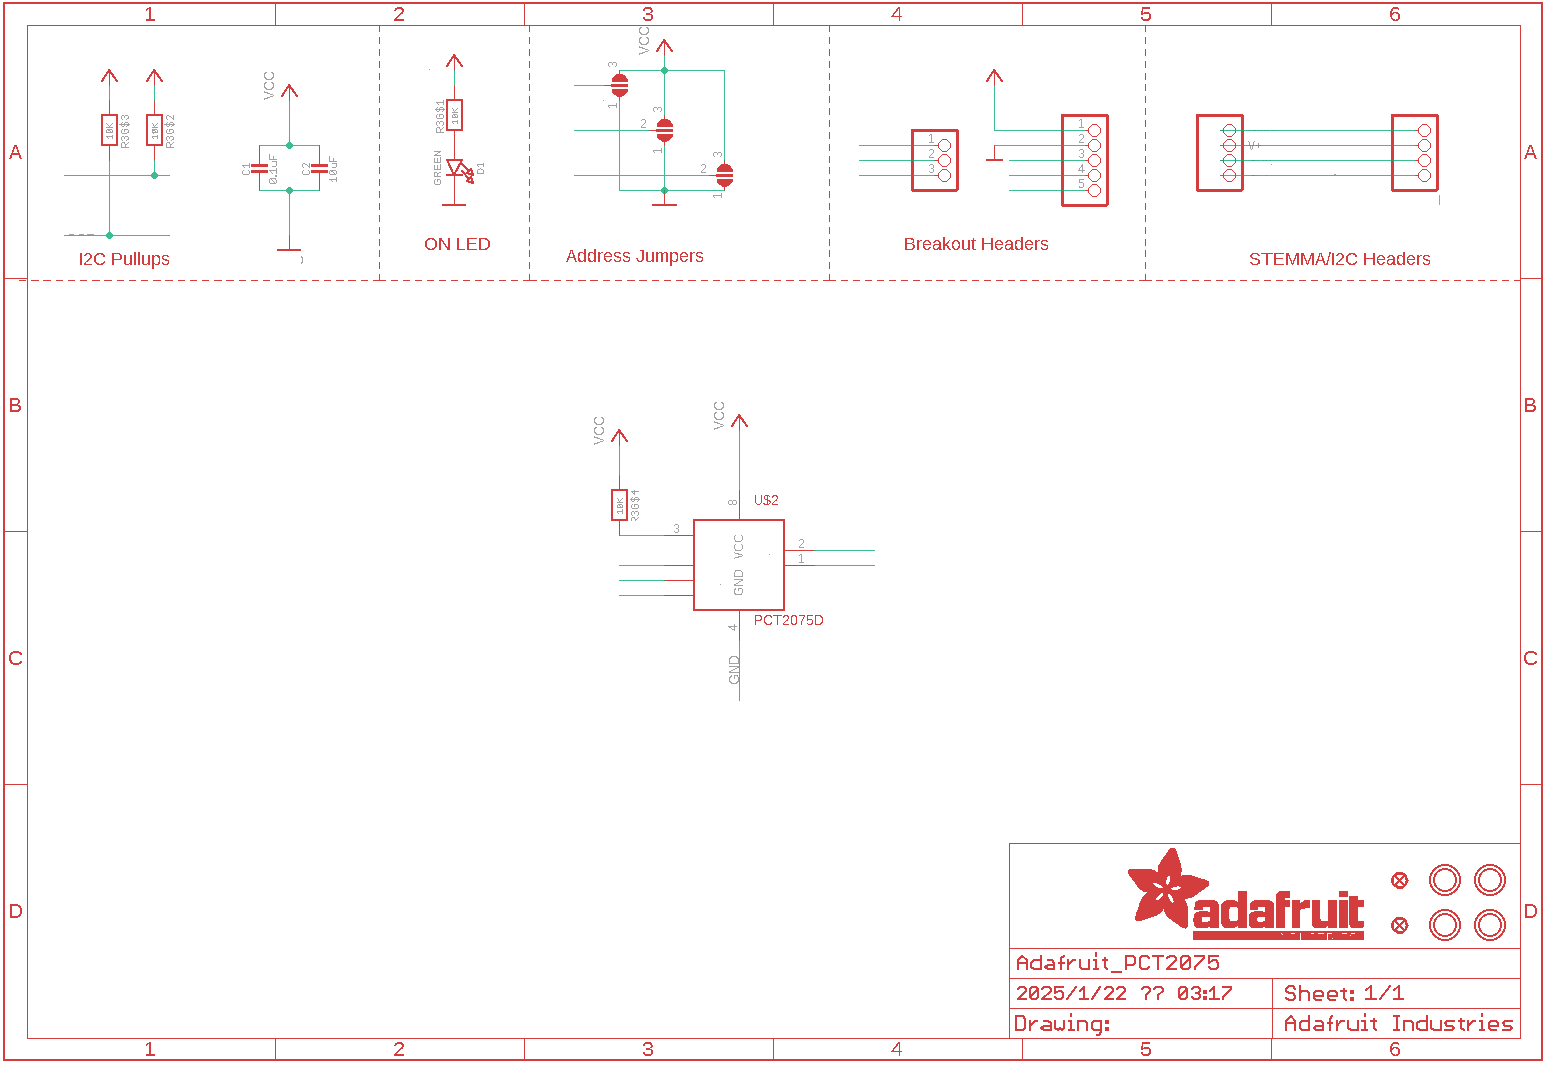 1 2 3 4 5 6
A A
VCC
10K
R36$3
10K
R36$2
C1
0.1uF
C2
10uF
I2C Pullups
R36$1
10K
GREEN
D1
ON LED
VCC
3
1
3
2
1
3
2
1
Address Jumpers
1
2
3
1
2
3
4
5
Breakout Headers
V+
STEMMA/I2C Headers
B B
VCC
VCC
10K
R36$4
8
U$2
3
VCC
2
1
GND
PCT2075D
4
GND
C C
D D
adafruit
Adafruit_PCT2075
2025/1/22 ?? 03:17
Sheet: 1/1
Drawing:
Adafruit Industries
1 2 3 4 5 6